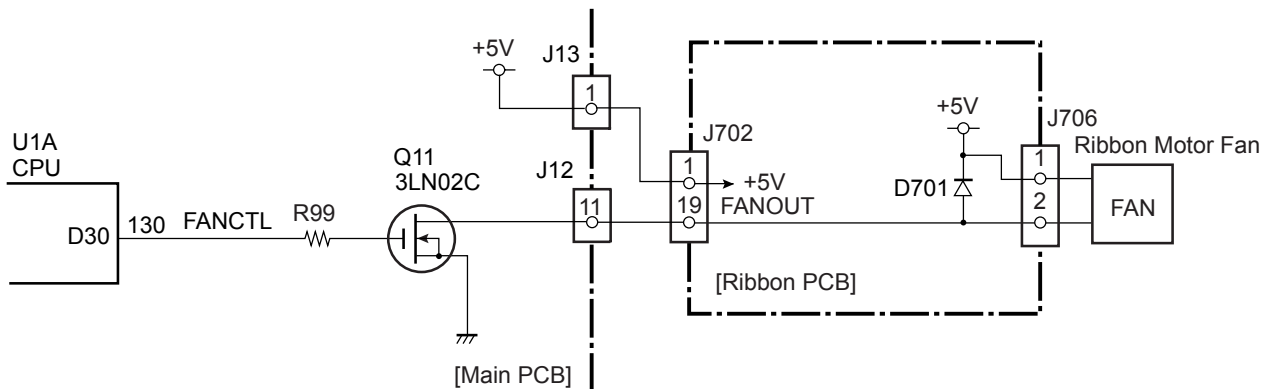 +5V
J13
1
U1A
CPU
D30
130
FANCTL
R99
Q11
3LN02C
J12
11
J702
1
+5V
19
FANOUT
+5V
D701
J706
1
2
Ribbon Motor Fan
FAN
[Ribbon PCB]
[Main PCB]